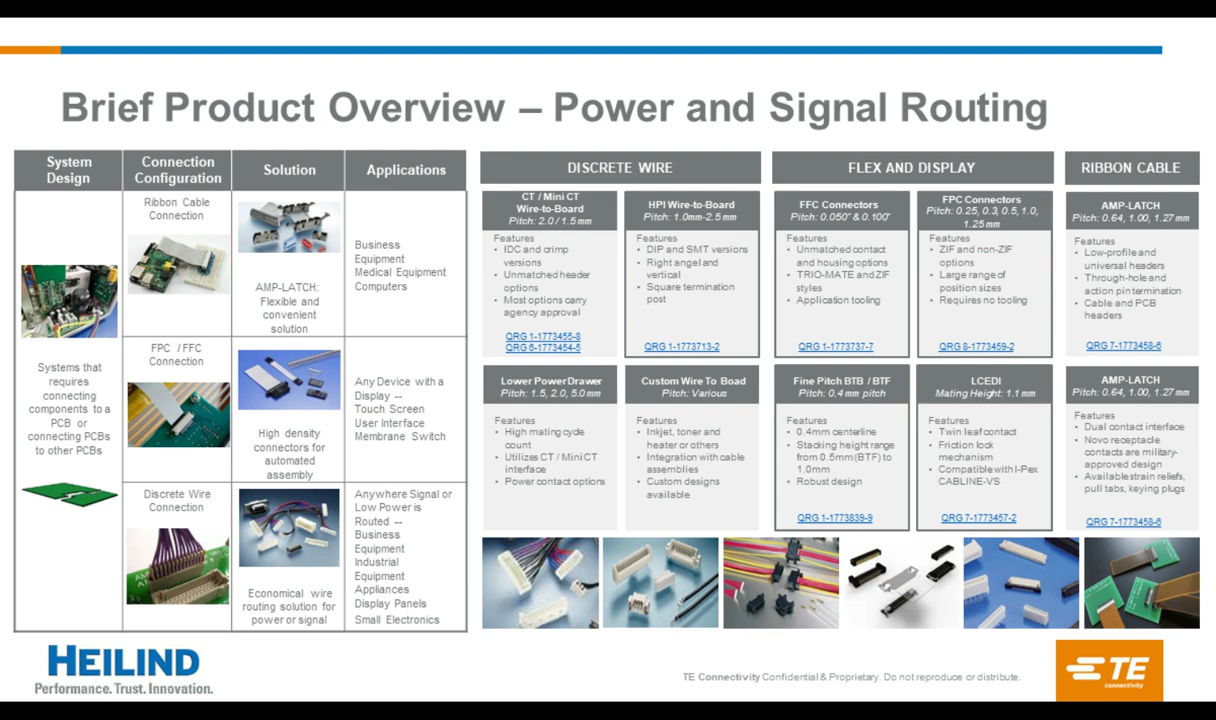 Brief Product Overview – Power and Signal Routing
System
Design
Connection
Configuration
Solution
Applications
Systems that
requires
connecting
components to a
PCB or
connecting PCBs
to other PCBs
Ribbon Cable
Connection
AMP-LATCH:
Flexible and
convenient
solution
Business
Equipment
Medical Equipment
Computers
FPC / FFC
Connection
High density
connectors for
automated
assembly
Any Device with a
Display --
Touch Screen
User Interface
Membrane Switch
Discrete Wire
Connection
Economical wire
routing solution for
power or signal
Anywhere Signal or
Low Power is
Routed --
Business
Equipment
Industrial
Equipment
Appliances
Display Panels
Small Electronics
DISCRETE WIRE
CT / Mini CT
Wire-to-Board
Pitch: 2.0 / 1.5 mm
Features
• IDC and crimp
versions
• Unmatched header
options
• Most options carry
agency approval
QRG 1-1773455-8
QRG 6-1773454-5
HPI Wire-to-Board
Pitch: 1.0mm-2.5 mm
Features
• DIP and SMT versions
• Right angel and
vertical
• Square termination
post
QRG 1-1773713-2
Lower Power Drawer
Pitch: 1.5, 2.0, 5.0 mm
Features
• High mating cycle
count
• Utilizes CT / Mini CT
interface
• Power contact options
Custom Wire To Boad
Pitch: Various
Features
• Inkjet, toner and
heater or others
• Integration with cable
assemblies
• Custom designs
available
FLEX AND DISPLAY
FFC Connectors
Pitch: 0.050" & 0.100"
Features
• Unmatched contact
and housing options
• TRIO-MATE and ZIF
styles
• Application tooling
QRG 1-1773737-7
FPC Connectors
Pitch: 0.25, 0.3, 0.5, 1.0,
1.25 mm
Features
• ZIF and non-ZIF
options
• Large range of
position sizes
• Requires no tooling
QRG 8-1773459-2
Fine Pitch BTB / BTF
Pitch: 0.4 mm pitch
Features
• 0.4mm centerline
• Stacking height range
from 0.5mm (BTF) to
1.0mm
• Robust design
QRG 1-1773839-9
LCEDI
Mating Height: 1.1 mm
Features
• Twin leaf contact
• Friction lock
mechanism
• Compatible with I-Pex
CABLINE-VS
QRG 7-1773457-2
RIBBON CABLE
AMP-LATCH
Pitch: 0.64, 1.00, 1.27 mm
Features
• Low-profile and
universal headers
• Through-hole and
action pin termination
• Cable and PCB
headers
QRG 7-1773458-6
AMP-LATCH
Pitch: 0.64, 1.00, 1.27 mm
Features
• Dual contact interface
• Novo receptacle
contacts are military-
approved design
• Available strain reliefs,
pull tabs, keying plugs
QRG 7-1773458-6
HEILIND
Performance. Trust. Innovation.
TE Connectivity Confidential & Proprietary. Do not reproduce or distribute.
TE
connectivity